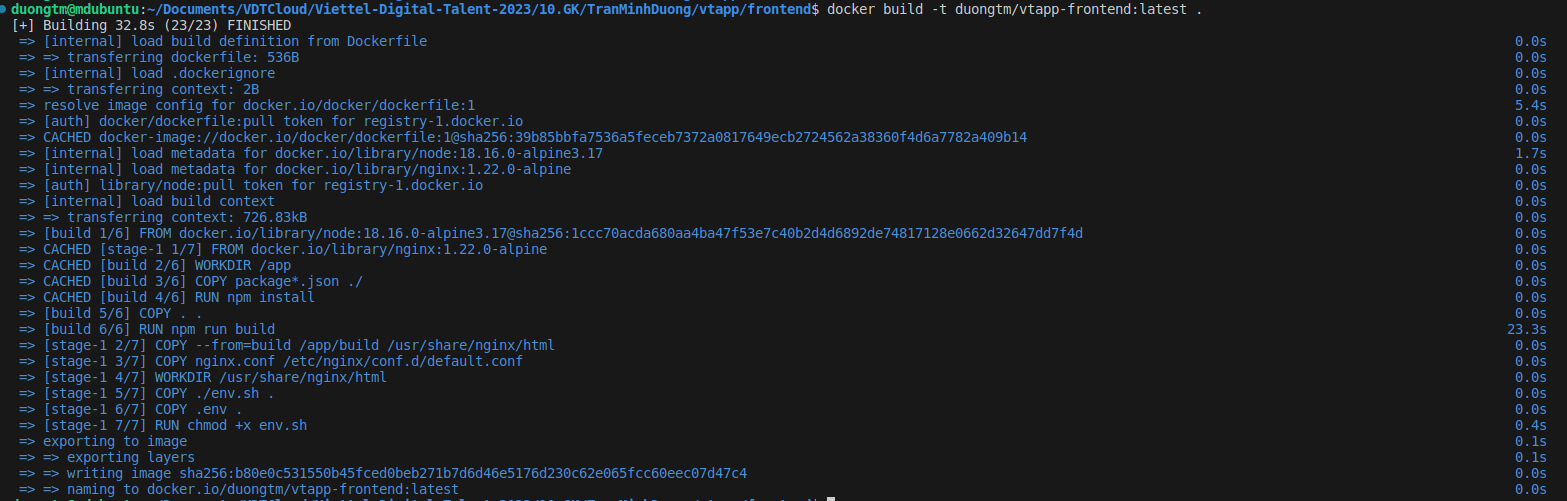 duongtm@mdubuntu:~/Documents/VDTCloud/Viettel-Digital-Talent-2023/10.GK/TranMinhDuong/vtapp/frontend$ docker build -t duongtm/vtapp-frontend:latest .
[+] Building 32.8s (23/23) FINISHED
=> [internal] load build definition from Dockerfile 0.0s
=> => transferring dockerfile: 536B 0.0s
=> [internal] load .dockerignore 0.0s
=> => transferring context: 2B 0.0s
=> resolve image config for docker.io/docker/dockerfile:1 5.4s
=> [auth] docker/dockerfile:pull token for registry-1.docker.io 0.0s
=> CACHED docker-image://docker.io/docker/dockerfile:1@sha256:39b85bbfa7536a5feceb7372a0817649ecb2724562a38360f4d6a7782a409b14 0.0s
=> [internal] load metadata for docker.io/library/node:18.16.0-alpine3.17 1.7s
=> [internal] load metadata for docker.io/library/nginx:1.22.0-alpine 0.0s
=> [auth] library/node:pull token for registry-1.docker.io 0.0s
=> [internal] load build context 0.0s
=> => transferring context: 726.83kB 0.0s
=> [build 1/6] FROM docker.io/library/node:18.16.0-alpine3.17@sha256:1ccc70acda680aa4ba47f53e7c40b2d4d6892de74817128e0662d32647dd7f4d 0.0s
=> CACHED [stage-1 1/7] FROM docker.io/library/nginx:1.22.0-alpine 0.0s
=> CACHED [build 2/6] WORKDIR /app 0.0s
=> CACHED [build 3/6] COPY package*.json ./ 0.0s
=> CACHED [build 4/6] RUN npm install 0.0s
=> [build 5/6] COPY . . 0.0s
=> [build 6/6] RUN npm run build 23.3s
=> [stage-1 2/7] COPY --from=build /app/build /usr/share/nginx/html 0.0s
=> [stage-1 3/7] COPY nginx.conf /etc/nginx/conf.d/default.conf 0.0s
=> [stage-1 4/7] WORKDIR /usr/share/nginx/html 0.0s
=> [stage-1 5/7] COPY ./env.sh . 0.0s
=> [stage-1 6/7] COPY .env . 0.0s
=> [stage-1 7/7] RUN chmod +x env.sh 0.4s
=> exporting to image 0.1s
=> => exporting layers 0.1s
=> => writing image sha256:b80e0c531550b45fced0beb271b7d6d46e5176d230c62e065fcc60eec07d47c4 0.0s
=> => naming to docker.io/duongtm/vtapp-frontend:latest 0.0s